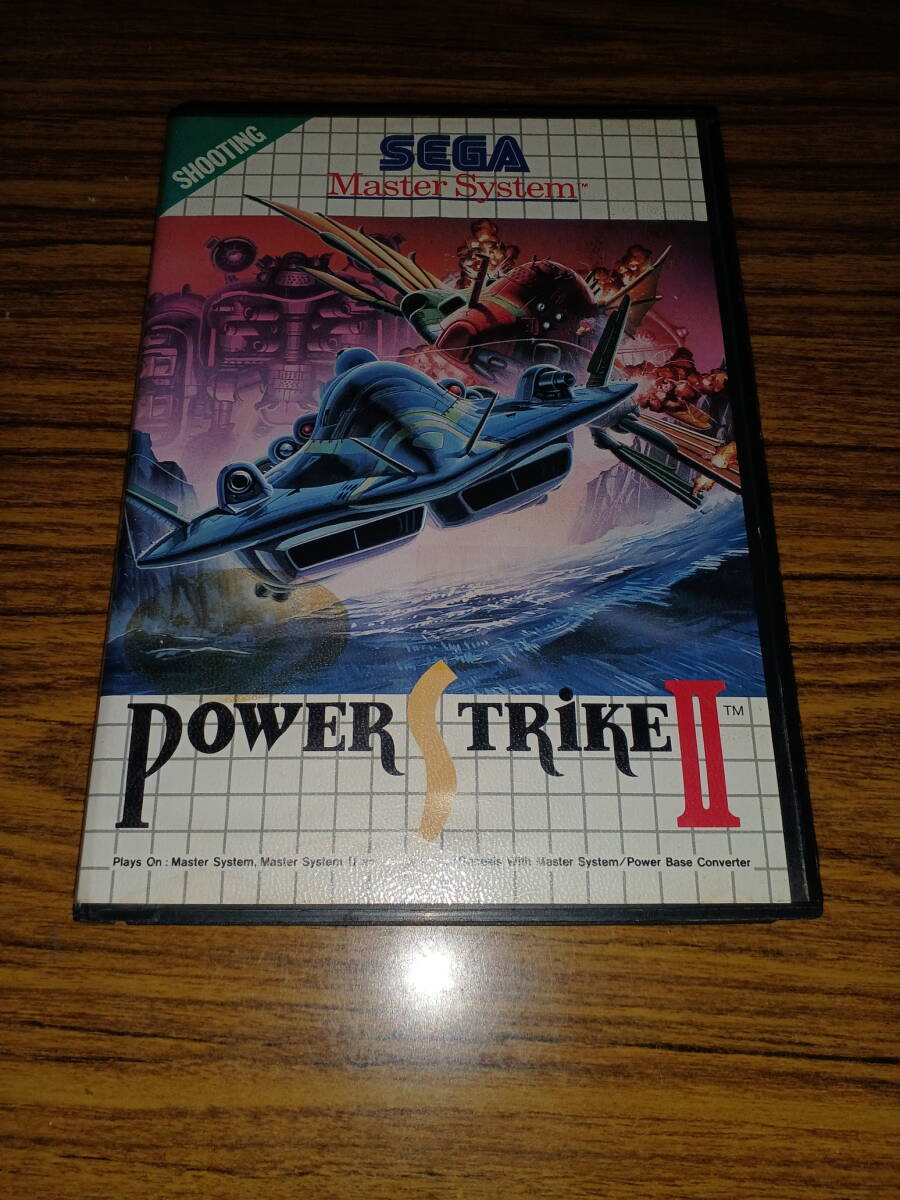 SHOOTING
SEGA
Master System™
POWER STRIKE II™
Plays On : Master System, Master System II With Master System/Power Base Converter